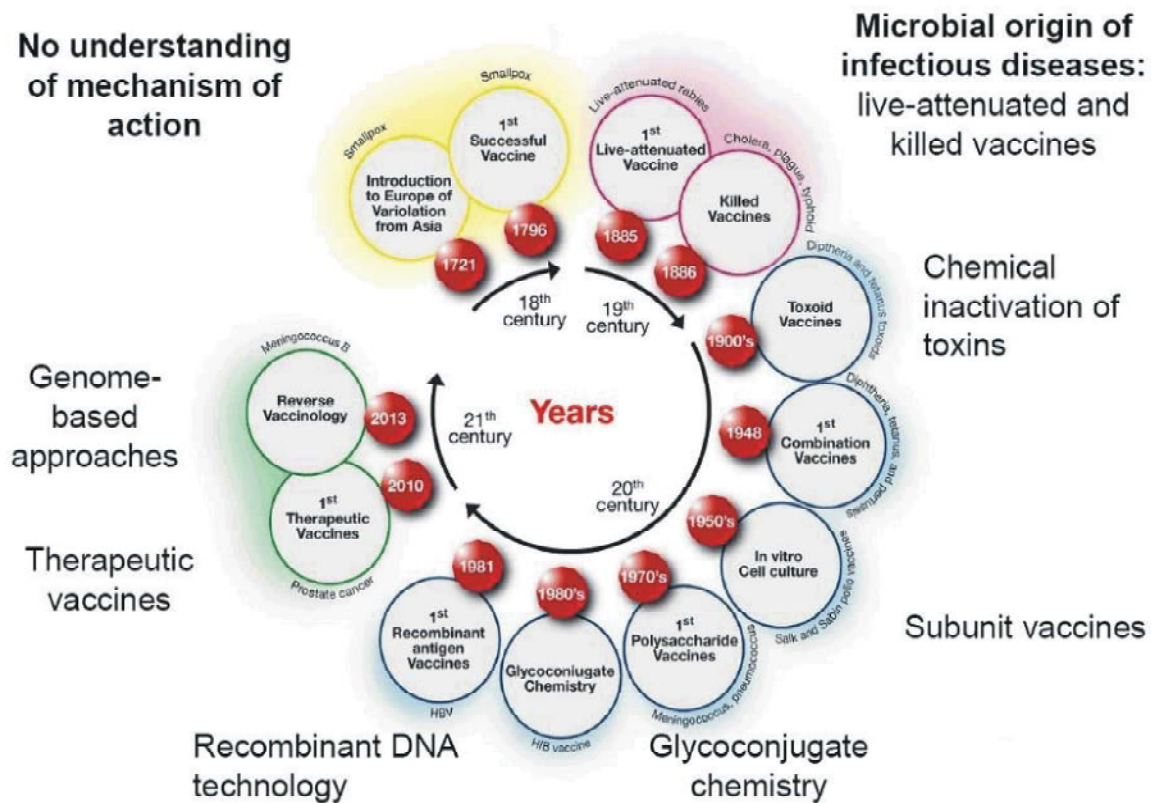 No understanding
of mechanism of
action
Microbial origin of
infectious diseases:
live-attenuated and
killed vaccines
Smallpox
Introduction
to Europe of
Variolation
from Asia
1721
Smallpox
1st
Successful
Vaccine
1796
18th
century
Live-attenuated rabies
1st
Live-attenuated
Vaccine
1885
Cholera, plague, typhoid
Killed
Vaccines
1886
19th
century
Diptheria and tetanus toxoids
Toxoid
Vaccines
1900's
Chemical
inactivation of
toxins
Diphtheria, tetanus, and pertusis
1st
Combination
Vaccines
1948
20th
century
In vitro
Cell culture
1950's
Salk and Sabin polio vaccines
Subunit vaccines
1st
Polysaccharide
Vaccines
1970's
Meningococcus, pneumococcus
Glycoconjugate
chemistry
1980's
Glycoconiugate
Chemistry
HIB vaccine
1981
1st
Recombinant
antigen
Vaccines
HBV
Recombinant DNA
technology
21th
century
2010
1st
Therapeutic
Vaccines
Prostate cancer
Therapeutic
vaccines
Meningococcus B
Reverse
Vaccinology
2013
Genome-
based
approaches
Years